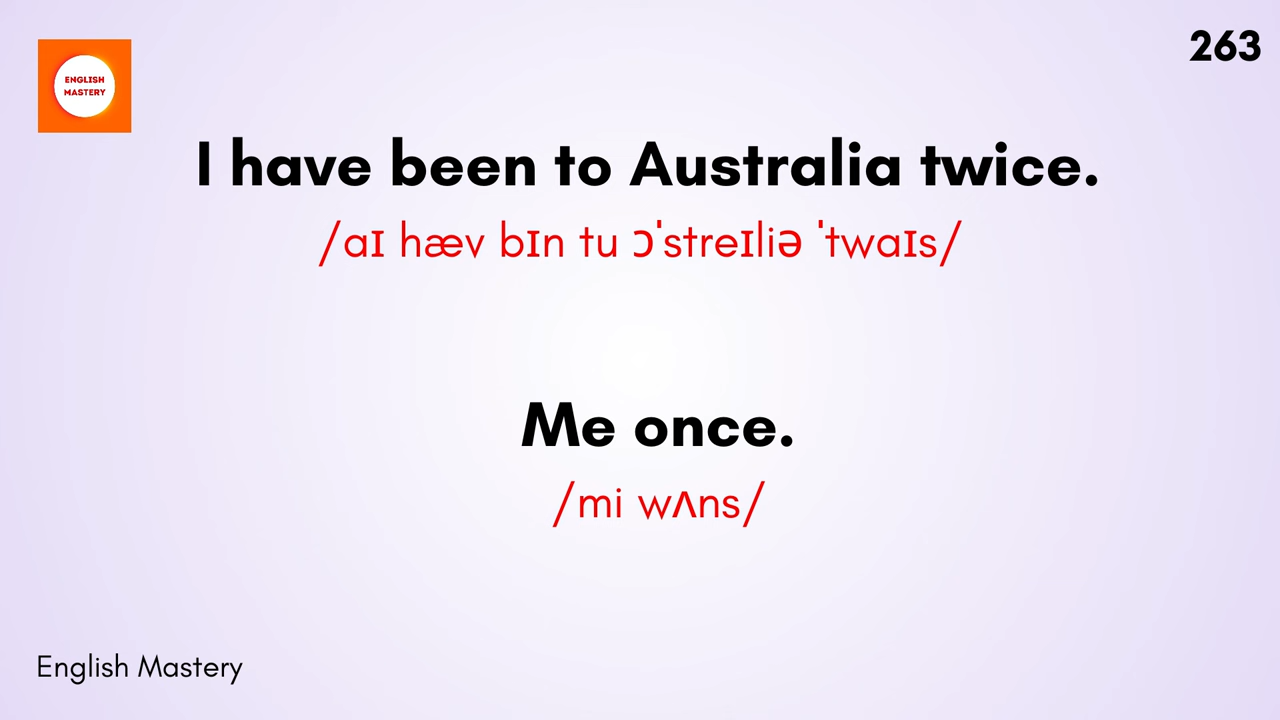 ENGLISH
MASTERY
263
I have been to Australia twice.
/aɪ hæv bɪn tu ɔˈstreɪliə ˈtwaɪs/
Me once.
/mi wʌns/
English Mastery